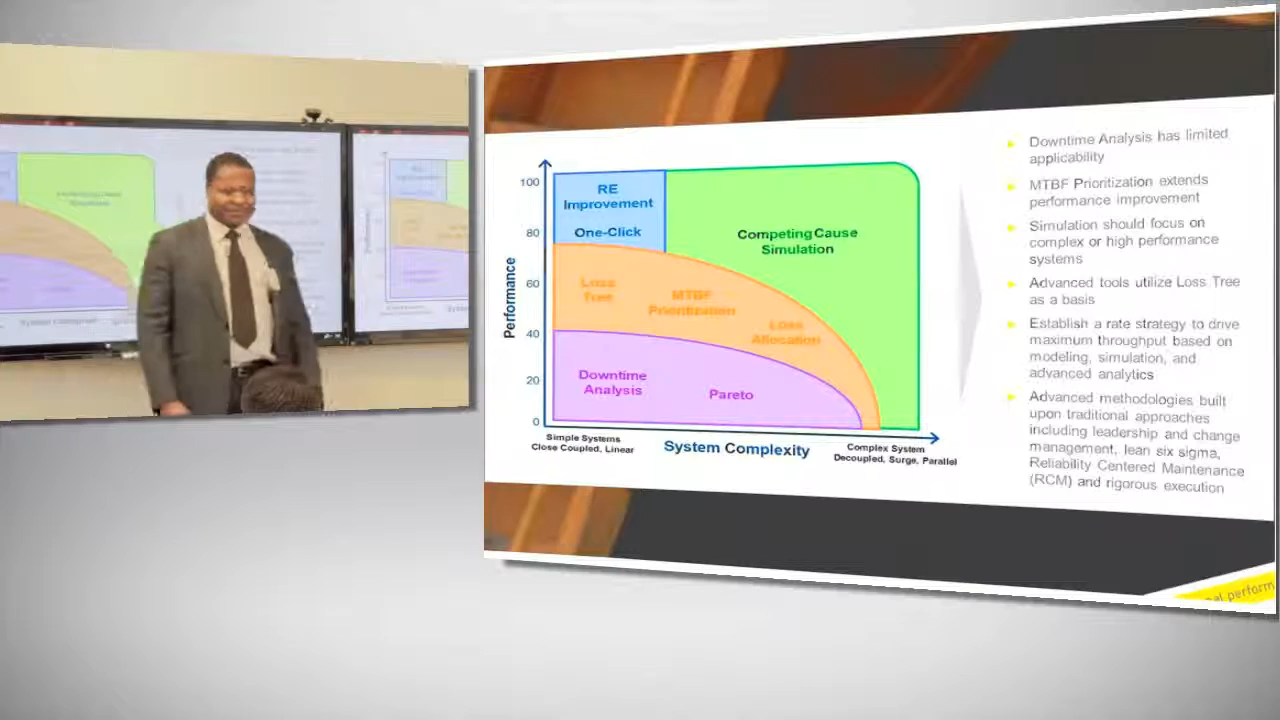 100
80
60
40
20
0
Performance
RE
Improvement
One-Click
Competing Cause
Simulation
Loss
Tree
MTBF
Prioritization
Loss
Allocation
Downtime
Analysis
Pareto
Simple Systems
Close Coupled, Linear
System Complexity
Complex System
Decoupled, Surge, Parallel
Downtime Analysis has limited
applicability
MTBF Prioritization extends
performance improvement
Simulation should focus on
complex or high performance
systems
Advanced tools utilize Loss Tree
as a basis
Establish a rate strategy to drive
maximum throughput based on
modeling, simulation, and
advanced analytics
Advanced methodologies built
upon traditional approaches
including leadership and change
management, lean six sigma,
Reliability Centered Maintenance
(RCM) and rigorous execution